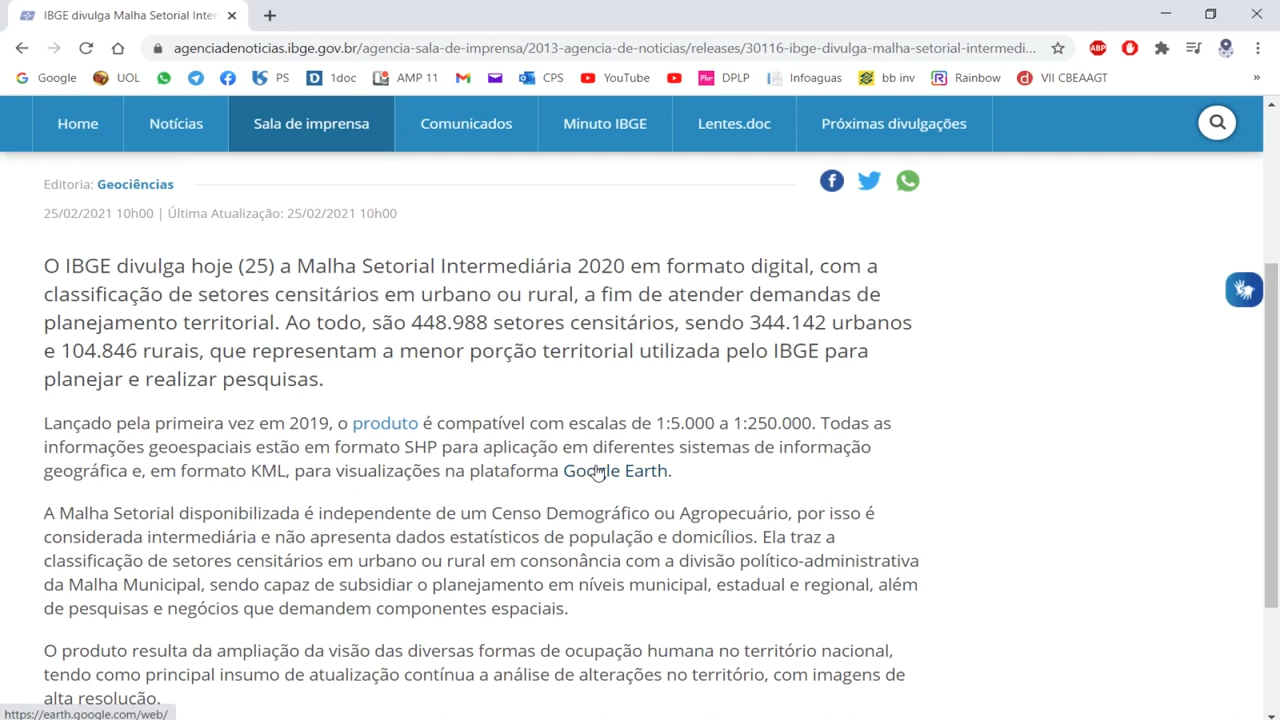 IBGE divulga Malha Setorial Inter
agenciadenoticias.ibge.gov.br/agencia-sala-de-imprensa/2013-agencia-de-noticias/releases/30116-ibge-divulga-malha-setorial-intermedi...
ABP
G Google UOL PS D 1doc AMP 11 CPS YouTube DPLP Infoaguas bb inv Rainbow VII CBEAAGT »
Home Notícias Sala de imprensa Comunicados Minuto IBGE Lentes.doc Próximas divulgações
Editoria: Geociências
25/02/2021 10h00 | Última Atualização: 25/02/2021 10h00
O IBGE divulga hoje (25) a Malha Setorial Intermediária 2020 em formato digital, com a
classificação de setores censitários em urbano ou rural, a fim de atender demandas de
planejamento territorial. Ao todo, são 448.988 setores censitários, sendo 344.142 urbanos
e 104.846 rurais, que representam a menor porção territorial utilizada pelo IBGE para
planejar e realizar pesquisas.
Lançado pela primeira vez em 2019, o produto é compatível com escalas de 1:5.000 a 1:250.000. Todas as
informações geoespaciais estão em formato SHP para aplicação em diferentes sistemas de informação
geográfica e, em formato KML, para visualizações na plataforma Google Earth.
A Malha Setorial disponibilizada é independente de um Censo Demográfico ou Agropecuário, por isso é
considerada intermediária e não apresenta dados estatísticos de população e domicílios. Ela traz a
classificação de setores censitários em urbano ou rural em consonância com a divisão político-administrativa
da Malha Municipal, sendo capaz de subsidiar o planejamento em níveis municipal, estadual e regional, além
de pesquisas e negócios que demandem componentes espaciais.
O produto resulta da ampliação da visão das diversas formas de ocupação humana no território nacional,
tendo como principal insumo de atualização contínua a análise de alterações no território, com imagens de
alta resolução.
https://earth.google.com/web/